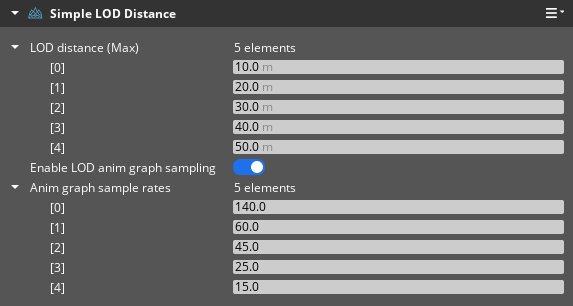 Simple LOD Distance
LOD distance (Max) 5 elements
[0] 10.0 m
[1] 20.0 m
[2] 30.0 m
[3] 40.0 m
[4] 50.0 m
Enable LOD anim graph sampling
Anim graph sample rates 5 elements
[0] 140.0
[1] 60.0
[2] 45.0
[3] 25.0
[4] 15.0